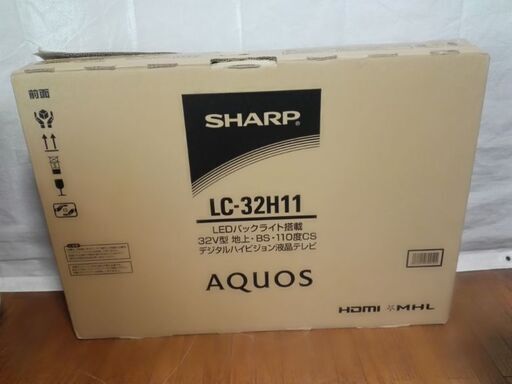 前面
SHARP
LC-32H11
LEDバックライト搭載
32V型 地上・BS・110度CS
デジタルハイビジョン液晶テレビ
AQUOS
HDMI MHL